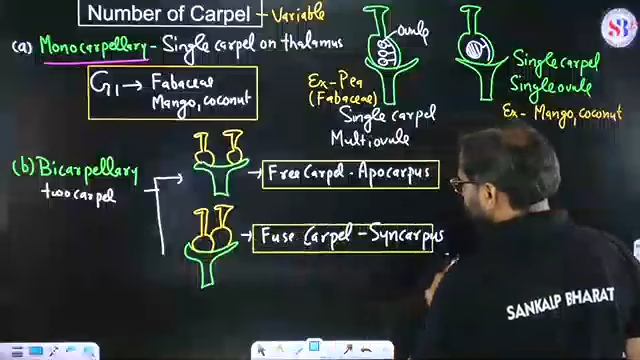 Number of Carpel - Variable
(a) Monocarpellary - Single carpel on thalamus
G1 → Fabaceae
Mango, coconut
ovule
Ex - Pea
(Fabaceae)
Single carpel
Multiovule
Single carpel
Single ovule
Ex - Mango, coconut
(b) Bicarpellary
two carpel
→ Free Carpel - Apocarpus
→ Fuse Carpel - Syncarpus
SANKALP BHARAT
SB